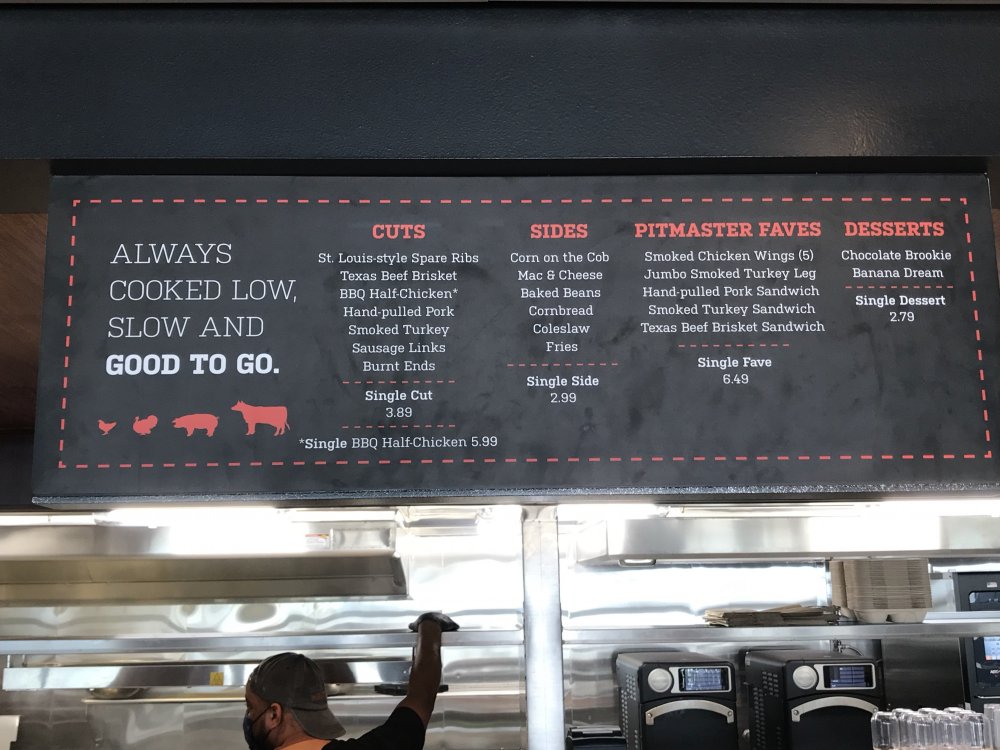 ALWAYS
COOKED LOW,
SLOW AND
GOOD TO GO.
CUTS
St. Louis-style Spare Ribs
Texas Beef Brisket
BBQ Half-Chicken*
Hand-pulled Pork
Smoked Turkey
Sausage Links
Burnt Ends
Single Cut
3.89
*Single BBQ Half-Chicken 5.99
SIDES
Corn on the Cob
Mac & Cheese
Baked Beans
Cornbread
Coleslaw
Fries
Single Side
2.99
PITMASTER FAVES
Smoked Chicken Wings (5)
Jumbo Smoked Turkey Leg
Hand-pulled Pork Sandwich
Smoked Turkey Sandwich
Texas Beef Brisket Sandwich
Single Fave
6.49
DESSERTS
Chocolate Brookie
Banana Dream
Single Dessert
2.79